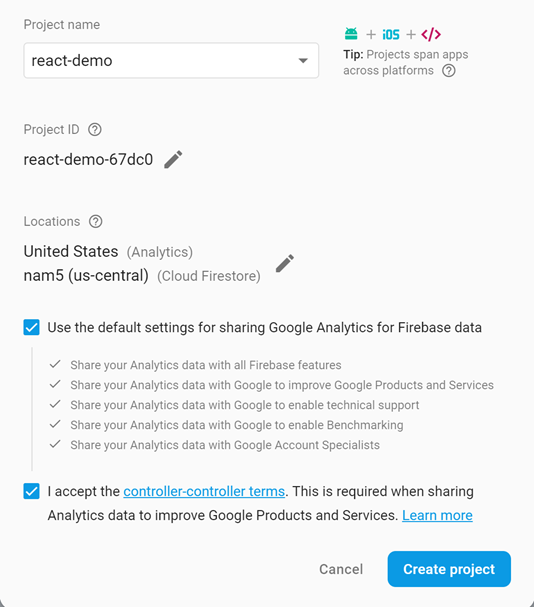 Project name
react-demo
+ iOS + </>
Tip: Projects span apps
across platforms ?
Project ID ?
react-demo-67dc0
Locations ?
United States (Analytics)
nam5 (us-central) (Cloud Firestore)
Use the default settings for sharing Google Analytics for Firebase data
Share your Analytics data with all Firebase features
Share your Analytics data with Google to improve Google Products and Services
Share your Analytics data with Google to enable technical support
Share your Analytics data with Google to enable Benchmarking
Share your Analytics data with Google Account Specialists
I accept the controller-controller terms. This is required when sharing
Analytics data to improve Google Products and Services. Learn more
Cancel Create project